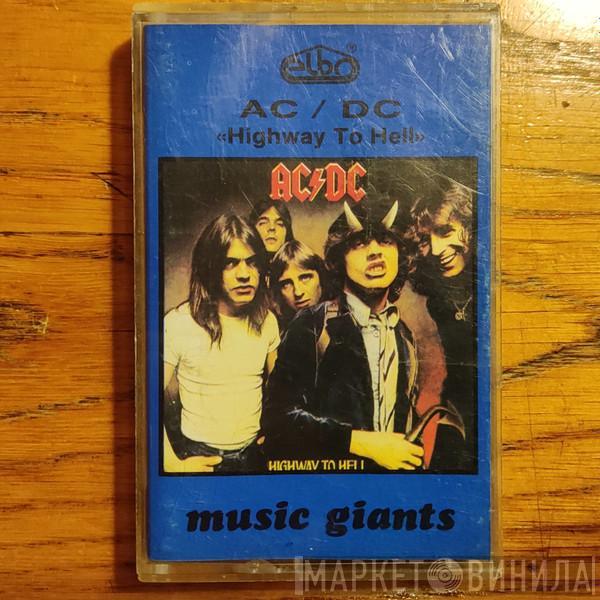 elbo®
AC / DC
«Highway To Hell»
AC DC
HIGHWAY TO HELL
music giants
МАРКЕТ ВИНИЛА